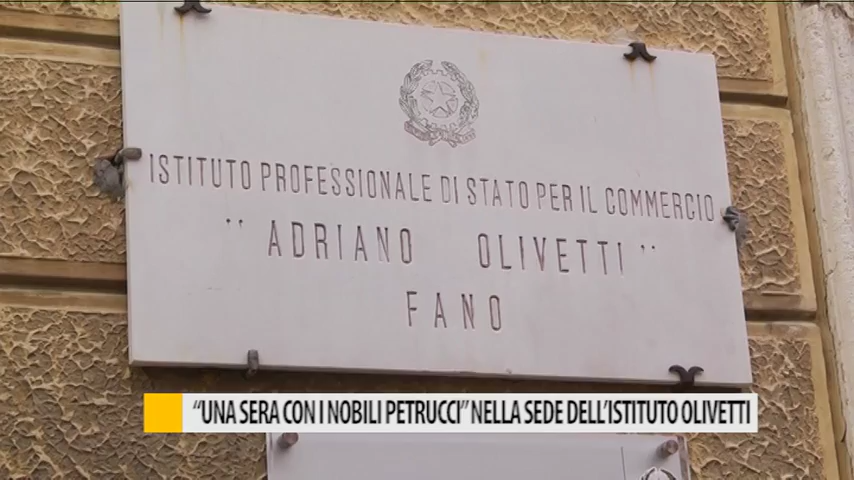 ISTITUTO PROFESSIONALE DI STATO PER IL COMMERCIO
"ADRIANO OLIVETTI"
FANO
“UNA SERA CON I NOBILI PETRUCCI” NELLA SEDE DELL’ISTITUTO OLIVETTI